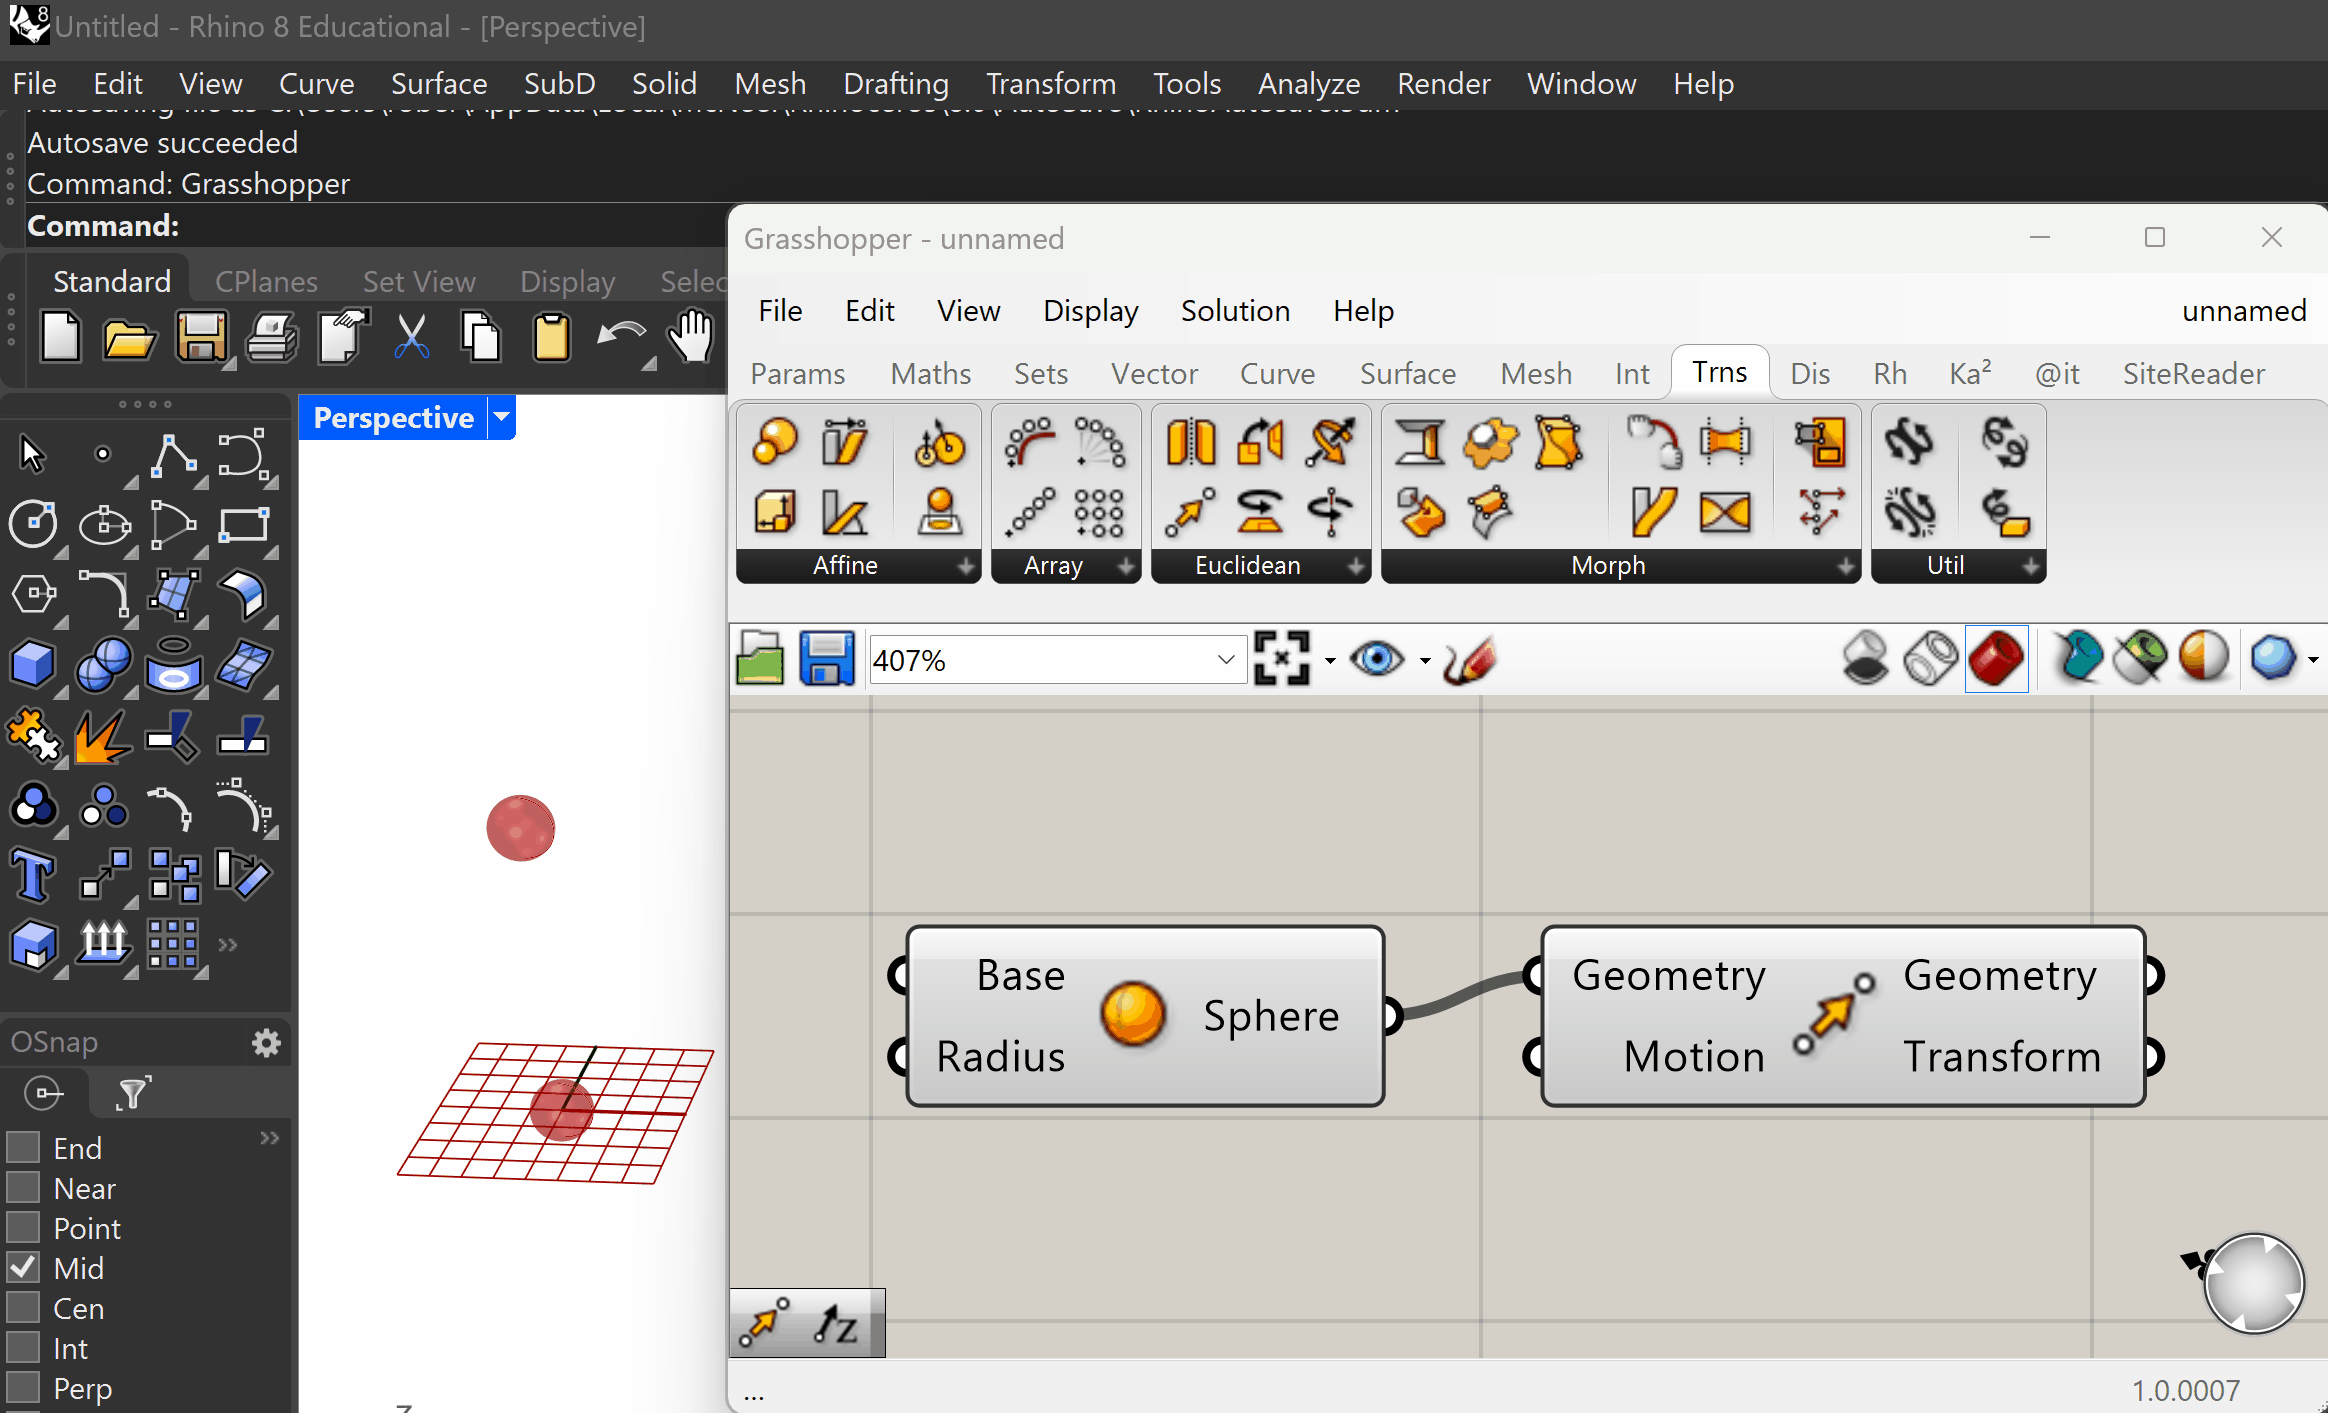 Untitled - Rhino 8 Educational - [Perspective]
File Edit View Curve Surface SubD Solid Mesh Drafting Transform Tools Analyze Render Window Help
Autosave succeeded
Command: Grasshopper
Command:
Standard CPlanes Set View Display Selec
Perspective
OSnap
End
Near
Point
Mid
Cen
Int
Perp
Z
Grasshopper - unnamed
File Edit View Display Solution Help unnamed
Params Maths Sets Vector Curve Surface Mesh Int Trns Dis Rh Ka² @it SiteReader
Affine Array Euclidean Morph Util
407%
Base
Radius
Sphere
Geometry
Motion
Geometry
Transform
Z
...
1.0.0007